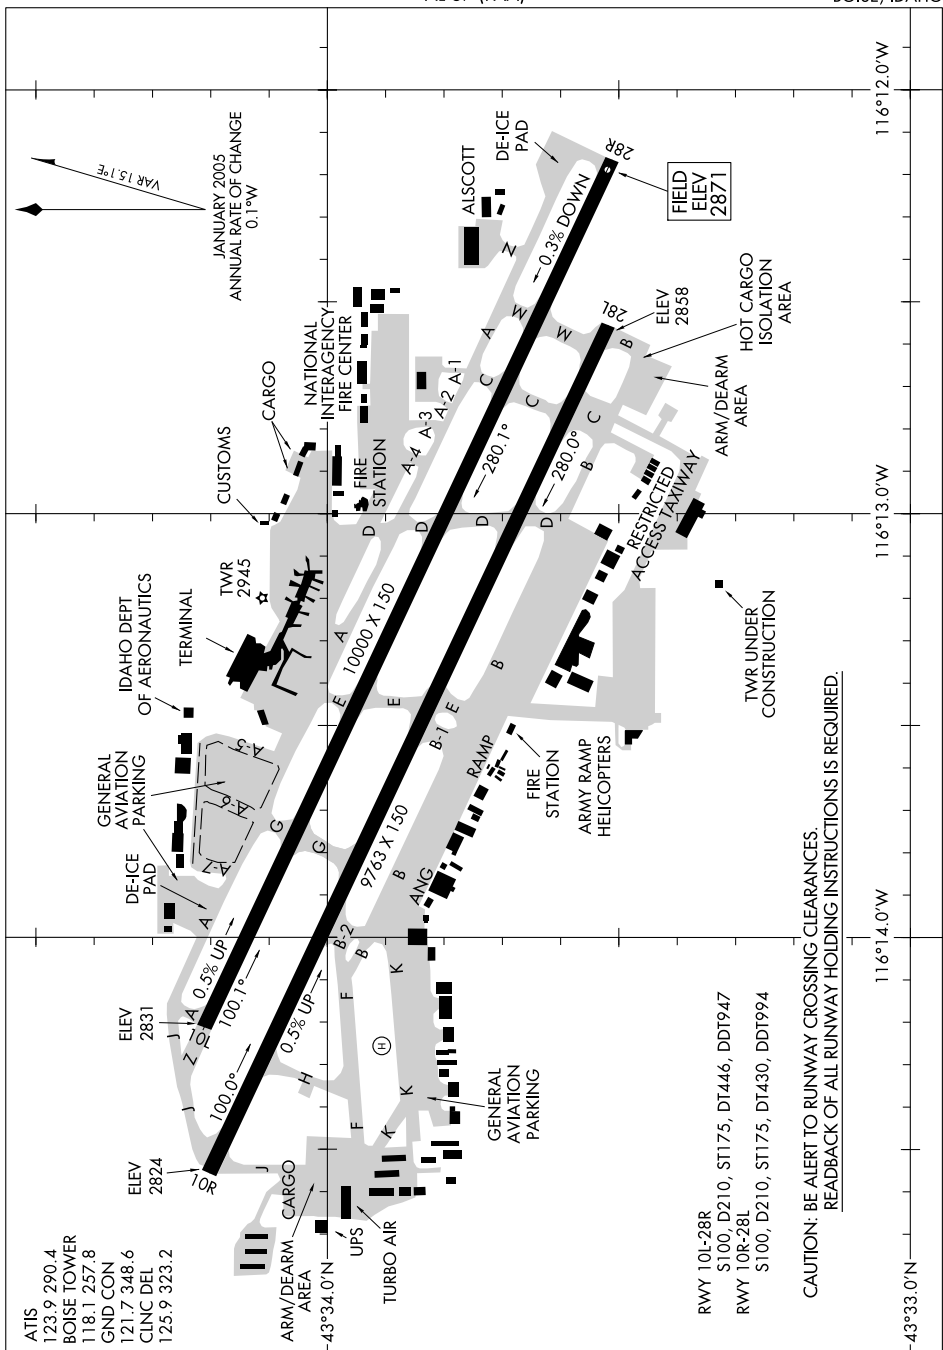 AL-57 (FAA)
BOISE, IDAHO
ATIS
123.9 290.4
BOISE TOWER
118.1 257.8
GND CON
121.7 348.6
CLNC DEL
125.9 323.2
JANUARY 2005
ANNUAL RATE OF CHANGE
0.1°W
VAR 15.1°E
116°12.0'W
116°13.0'W
116°14.0'W
43°34.0'N
43°33.0'N
DE-ICE
PAD
ALSCOTT
28R
FIELD
ELEV
2871
0.3% DOWN
Z
28L
ELEV
2858
HOT CARGO
ISOLATION
AREA
ARM/DEARM
AREA
NATIONAL
INTERAGENCY
FIRE CENTER
CARGO
CUSTOMS
FIRE
STATION
A-1
A-2
A-3
A-4
A
C
W
W
B
C
C
B
280.1°
280.0°
D
D
D
D
RESTRICTED
ACCESS TAXIWAY
TWR
2945
TERMINAL
IDAHO DEPT
OF AERONAUTICS
A
10000 X 150
E
E
E
B
B-1
TWR UNDER
CONSTRUCTION
GENERAL
AVIATION
PARKING
DE-ICE
PAD
A-5
A-6
A-7
G
G
9763 X 150
B
RAMP
ANG
FIRE
STATION
ARMY RAMP
HELICOPTERS
A
0.5% UP
100.1°
ELEV
2831
10L
A
J
Z
J
100.0°
0.5% UP
B-2
B
F
K
H
H
F
K
K
GENERAL
AVIATION
PARKING
ELEV
2824
10R
J
CARGO
ARM/DEARM
AREA
UPS
TURBO AIR
RWY 10L-28R
S100, D210, ST175, DT446, DDT947
RWY 10R-28L
S100, D210, ST175, DT430, DDT994
CAUTION: BE ALERT TO RUNWAY CROSSING CLEARANCES.
READBACK OF ALL RUNWAY HOLDING INSTRUCTIONS IS REQUIRED.